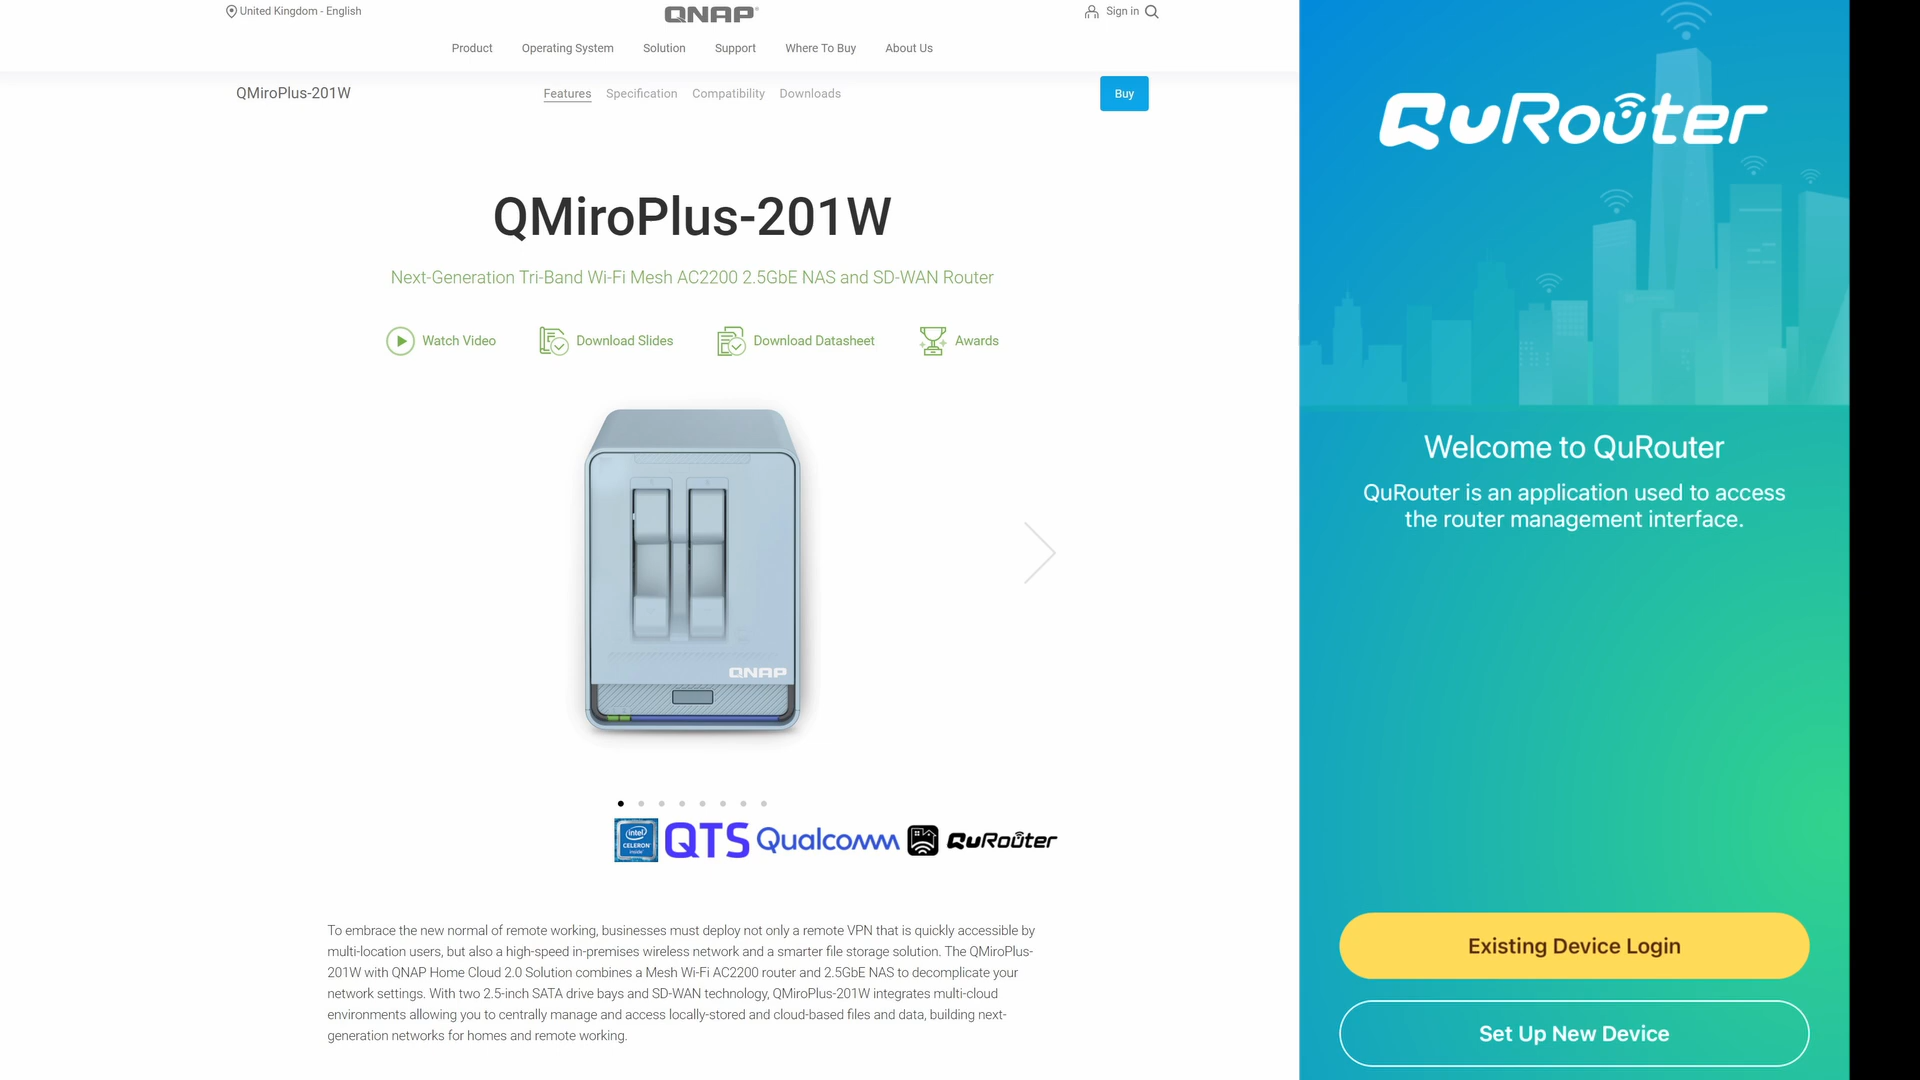 United Kingdom - English
QNAP
Sign in
Product Operating System Solution Support Where To Buy About Us
QMiroPlus-201W
Features Specification Compatibility Downloads
Buy
QMiroPlus-201W
Next-Generation Tri-Band Wi-Fi Mesh AC2200 2.5GbE NAS and SD-WAN Router
Watch Video Download Slides Download Datasheet Awards
QNAP
intel CELERON inside QTS Qualcomm QuRouter
To embrace the new normal of remote working, businesses must deploy not only a remote VPN that is quickly accessible by
multi-location users, but also a high-speed in-premises wireless network and a smarter file storage solution. The QMiroPlus-
201W with QNAP Home Cloud 2.0 Solution combines a Mesh Wi-Fi AC2200 router and 2.5GbE NAS to decomplicate your
network settings. With two 2.5-inch SATA drive bays and SD-WAN technology, QMiroPlus-201W integrates multi-cloud
environments allowing you to centrally manage and access locally-stored and cloud-based files and data, building next-
generation networks for homes and remote working.
QuRouter
Welcome to QuRouter
QuRouter is an application used to access
the router management interface.
Existing Device Login
Set Up New Device